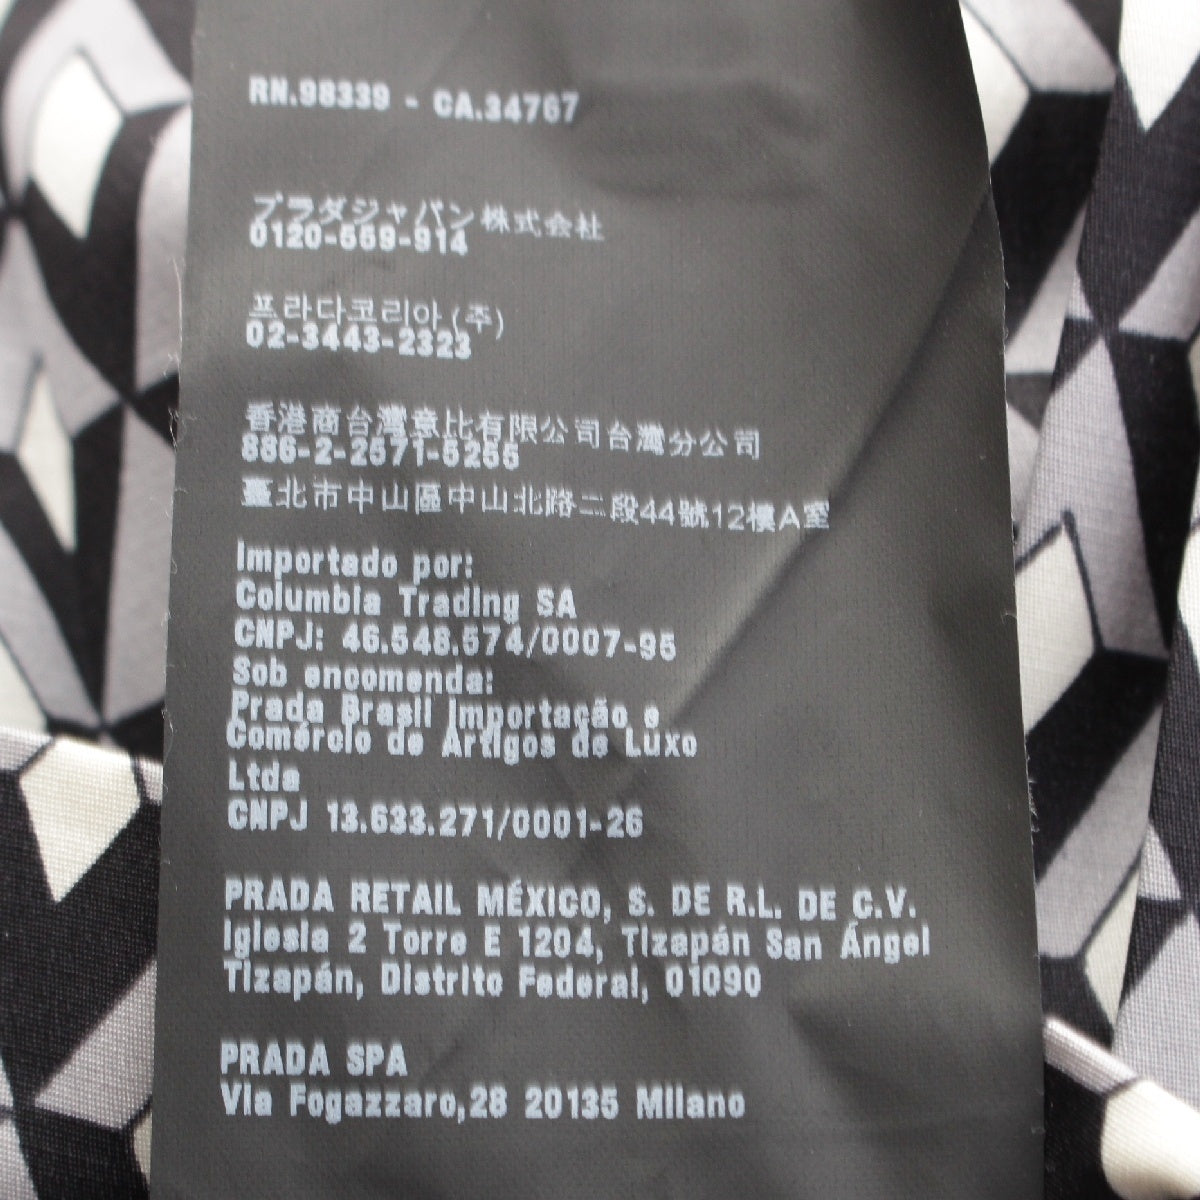 RN.98339 - CA.34767
プラダジャパン株式会社
0120-559-914
프라다코리아(주)
02-3443-2323
香港商台灣意比有限公司台灣分公司
886-2-2571-5255
臺北市中山區中山北路二段44號12樓A室
Importado por:
Columbia Trading SA
CNPJ: 46.548.574/0007-95
Sob encomenda:
Prada Brasil Importação e
Comércio de Artigos de Luxo
Ltda
CNPJ 13.633.271/0001-26
PRADA RETAIL MÉXICO, S. DE R.L. DE C.V.
Iglesia 2 Torre E 1204, Tizapán San Ángel
Tizapán, Distrito Federal, 01090
PRADA SPA
Via Fogazzaro,28 20135 Milano